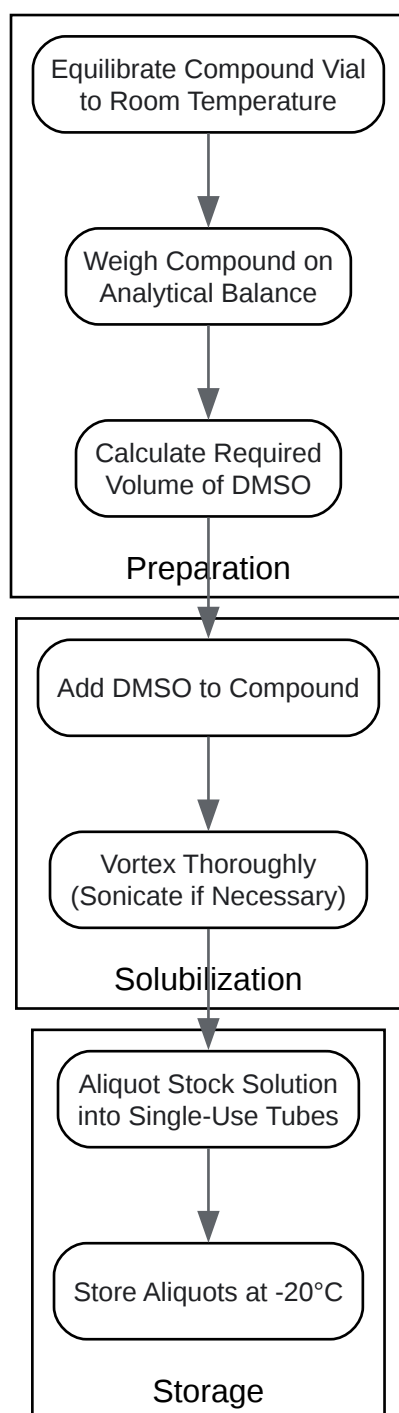 Equilibrate Compound Vial
to Room Temperature
Weigh Compound on
Analytical Balance
Calculate Required
Volume of DMSO
Preparation
Add DMSO to Compound
Vortex Thoroughly
(Sonicate if Necessary)
Solubilization
Aliquot Stock Solution
into Single-Use Tubes
Store Aliquots at -20°C
Storage